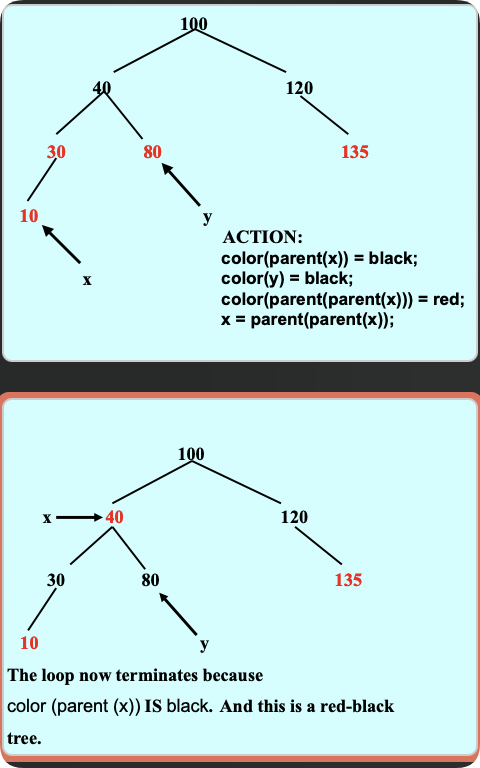 100
40 120
30 80 135
10
y
x
ACTION:
color(parent(x)) = black;
color(y) = black;
color(parent(parent(x))) = red;
x = parent(parent(x));
100
x 40 120
30 80 135
10
y
The loop now terminates because
color (parent (x)) IS black. And this is a red-black
tree.